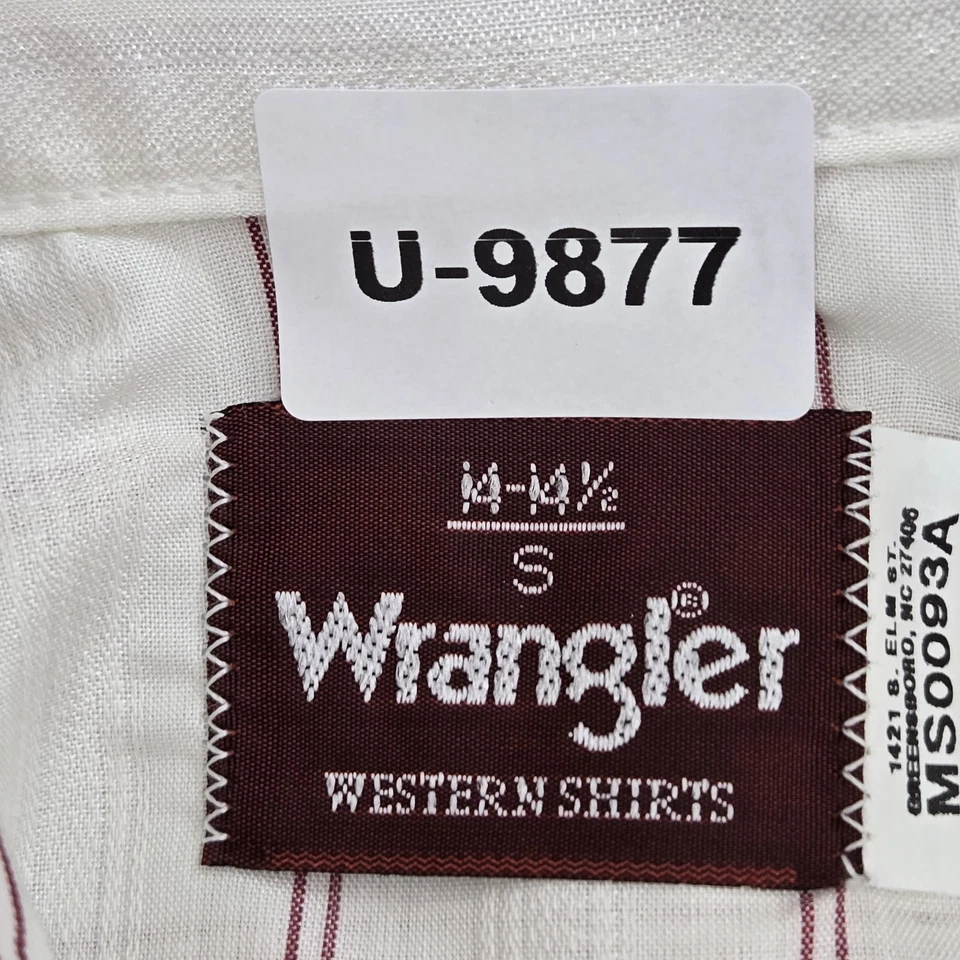 U-9877
14-14½
S
Wrangler®
WESTERN SHIRTS
1421 S. ELM ST.
GREENSBORO, NC 27406
MS0093A